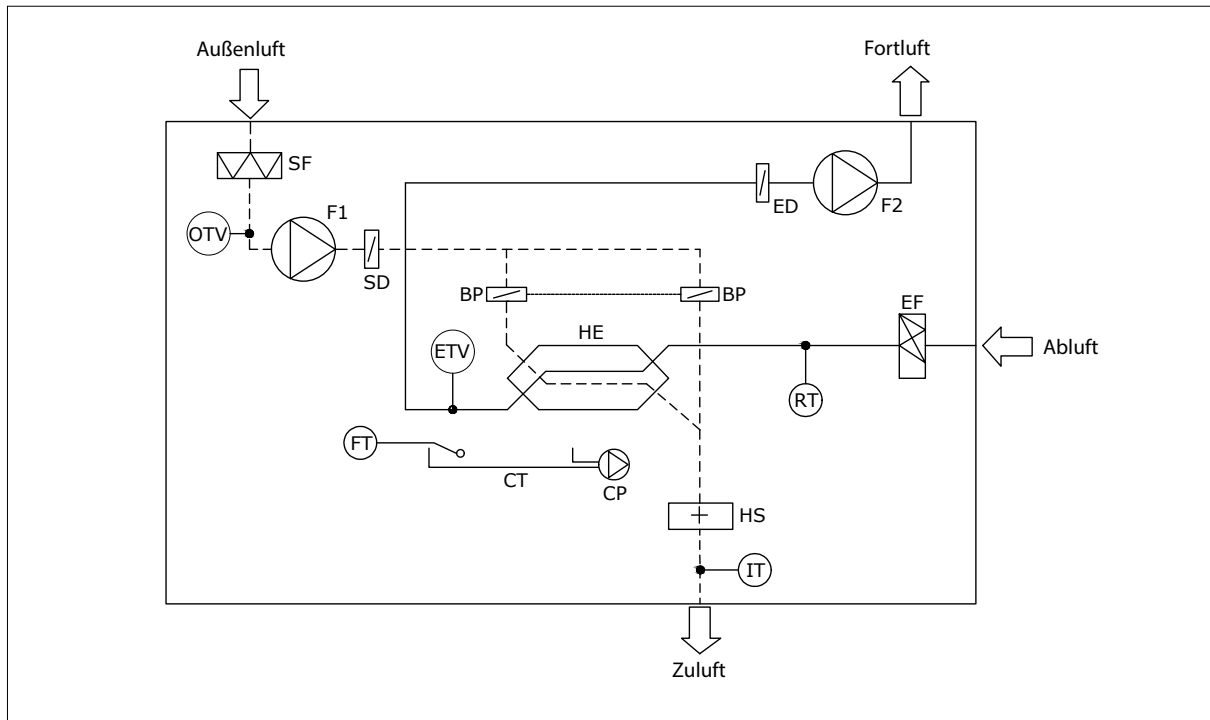 Außenluft
Fortluft
SF
OTV
F1
SD
ED
F2
BP
BP
EF
HE
ETV
Abluft
RT
FT
CT
CP
HS
IT
Zuluft